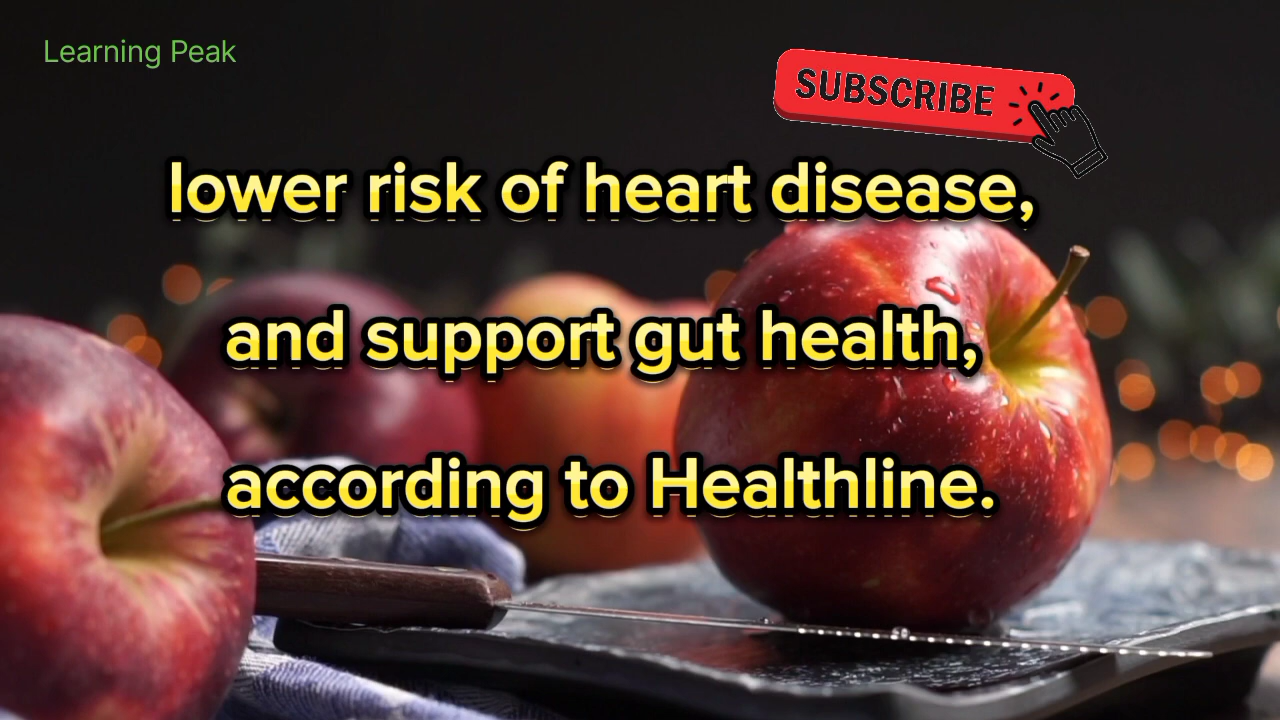 Learning Peak
SUBSCRIBE
lower risk of heart disease,
and support gut health,
according to Healthline.